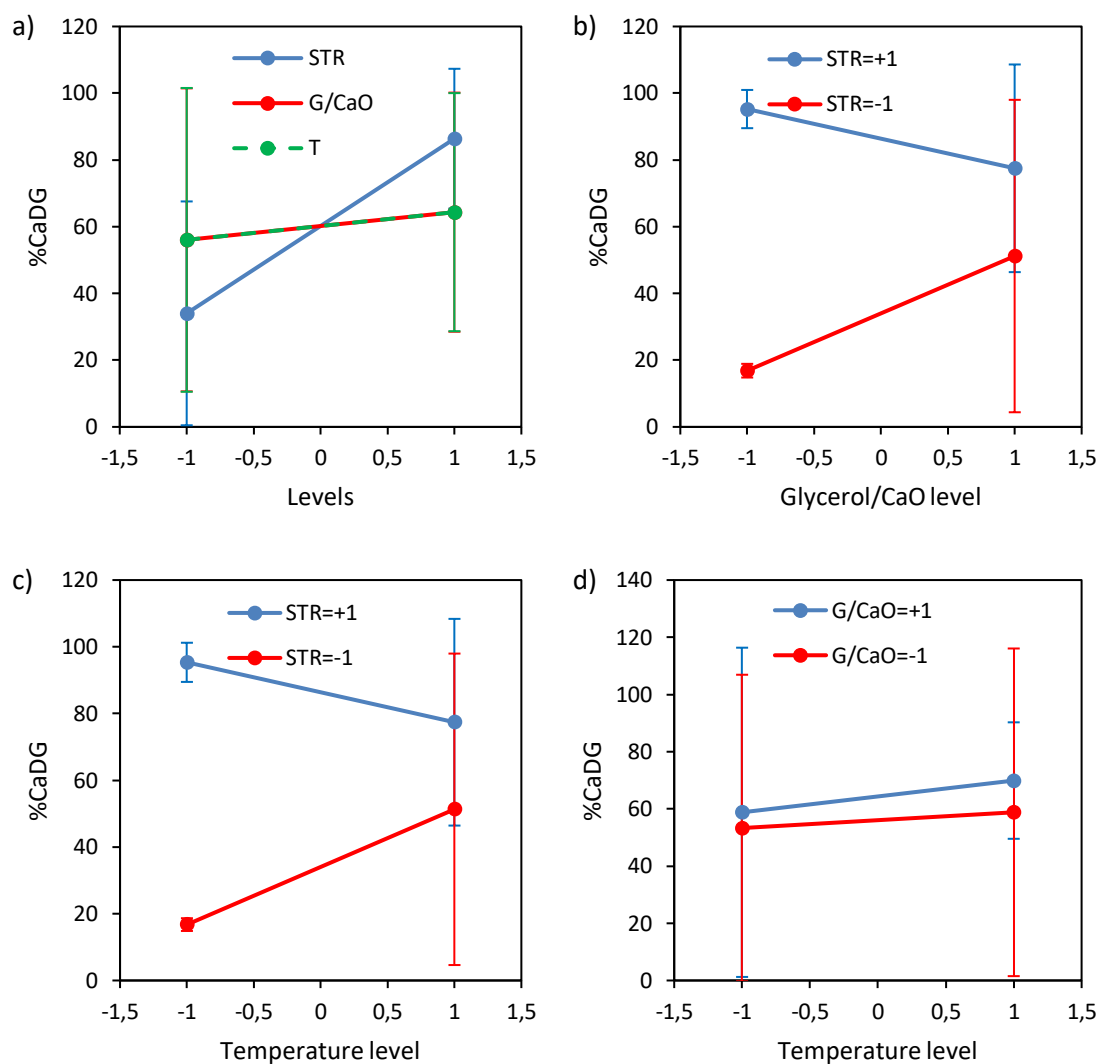 a)
120
100
80
60
40
20
0
%CaDG
STR
G/CaO
T
-1,5 -1 -0,5 0 0,5 1 1,5
Levels
b)
120
100
80
60
40
20
0
%CaDG
STR=+1
STR=-1
-1,5 -1 -0,5 0 0,5 1 1,5
Glycerol/CaO level
c)
120
100
80
60
40
20
0
%CaDG
STR=+1
STR=-1
-1,5 -1 -0,5 0 0,5 1 1,5
Temperature level
d)
140
120
100
80
60
40
20
0
%CaDG
G/CaO=+1
G/CaO=-1
-1,5 -1 -0,5 0 0,5 1 1,5
Temperature level